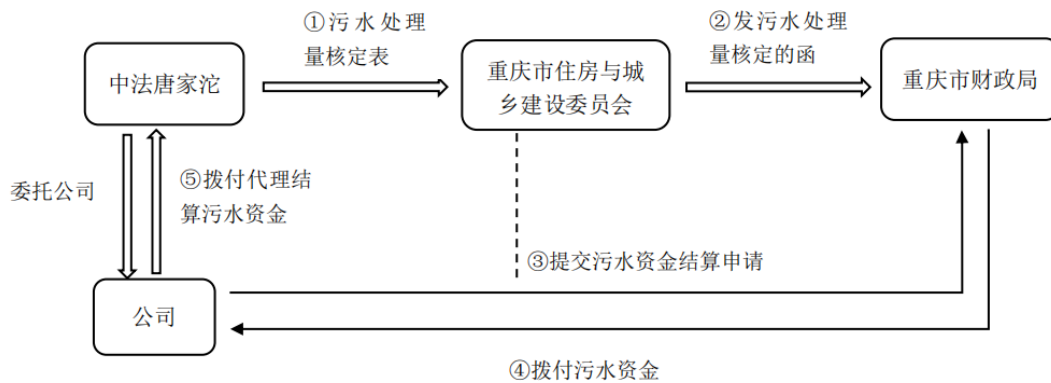 ①污水处理
量核定表
②发污水处理
量核定的函
中法唐家沱
重庆市住房与城
乡建设委员会
重庆市财政局
委托公司
⑤拨付代理结
算污水资金
③提交污水资金结算申请
公司
④拨付污水资金